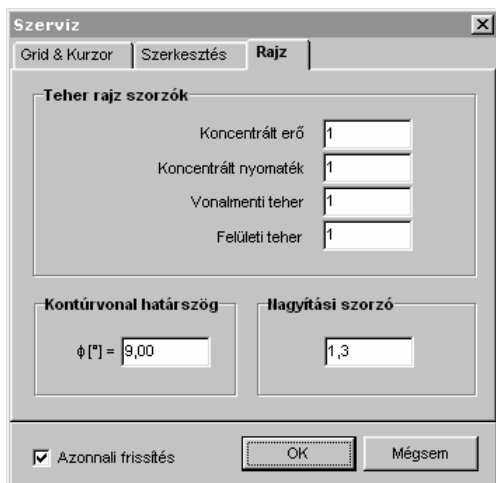 Szerviz
Grid & Kurzor Szerkesztés Rajz
Teher rajz szorzók
Koncentrált erő 1
Koncentrált nyomaték 1
Vonalmenti teher 1
Felületi teher 1
Kontúrvonal határszög Nagyítási szorzó
ϕ [°] = 9,00 1,3
Azonnali frissítés OK Mégsem